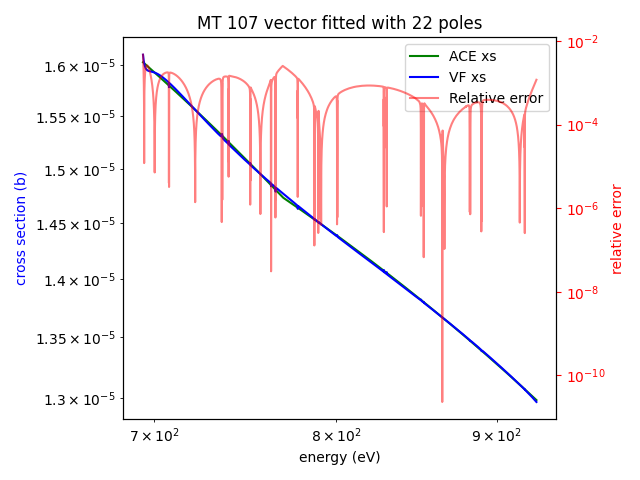 MT 107 vector fitted with 22 poles
ACE xs
VF xs
Relative error
cross section (b)
1.6 × 10⁻⁵
1.55 × 10⁻⁵
1.5 × 10⁻⁵
1.45 × 10⁻⁵
1.4 × 10⁻⁵
1.35 × 10⁻⁵
1.3 × 10⁻⁵
10⁻²
10⁻⁴
10⁻⁶
10⁻⁸
10⁻¹⁰
relative error
7 × 10² 8 × 10² 9 × 10²
energy (eV)